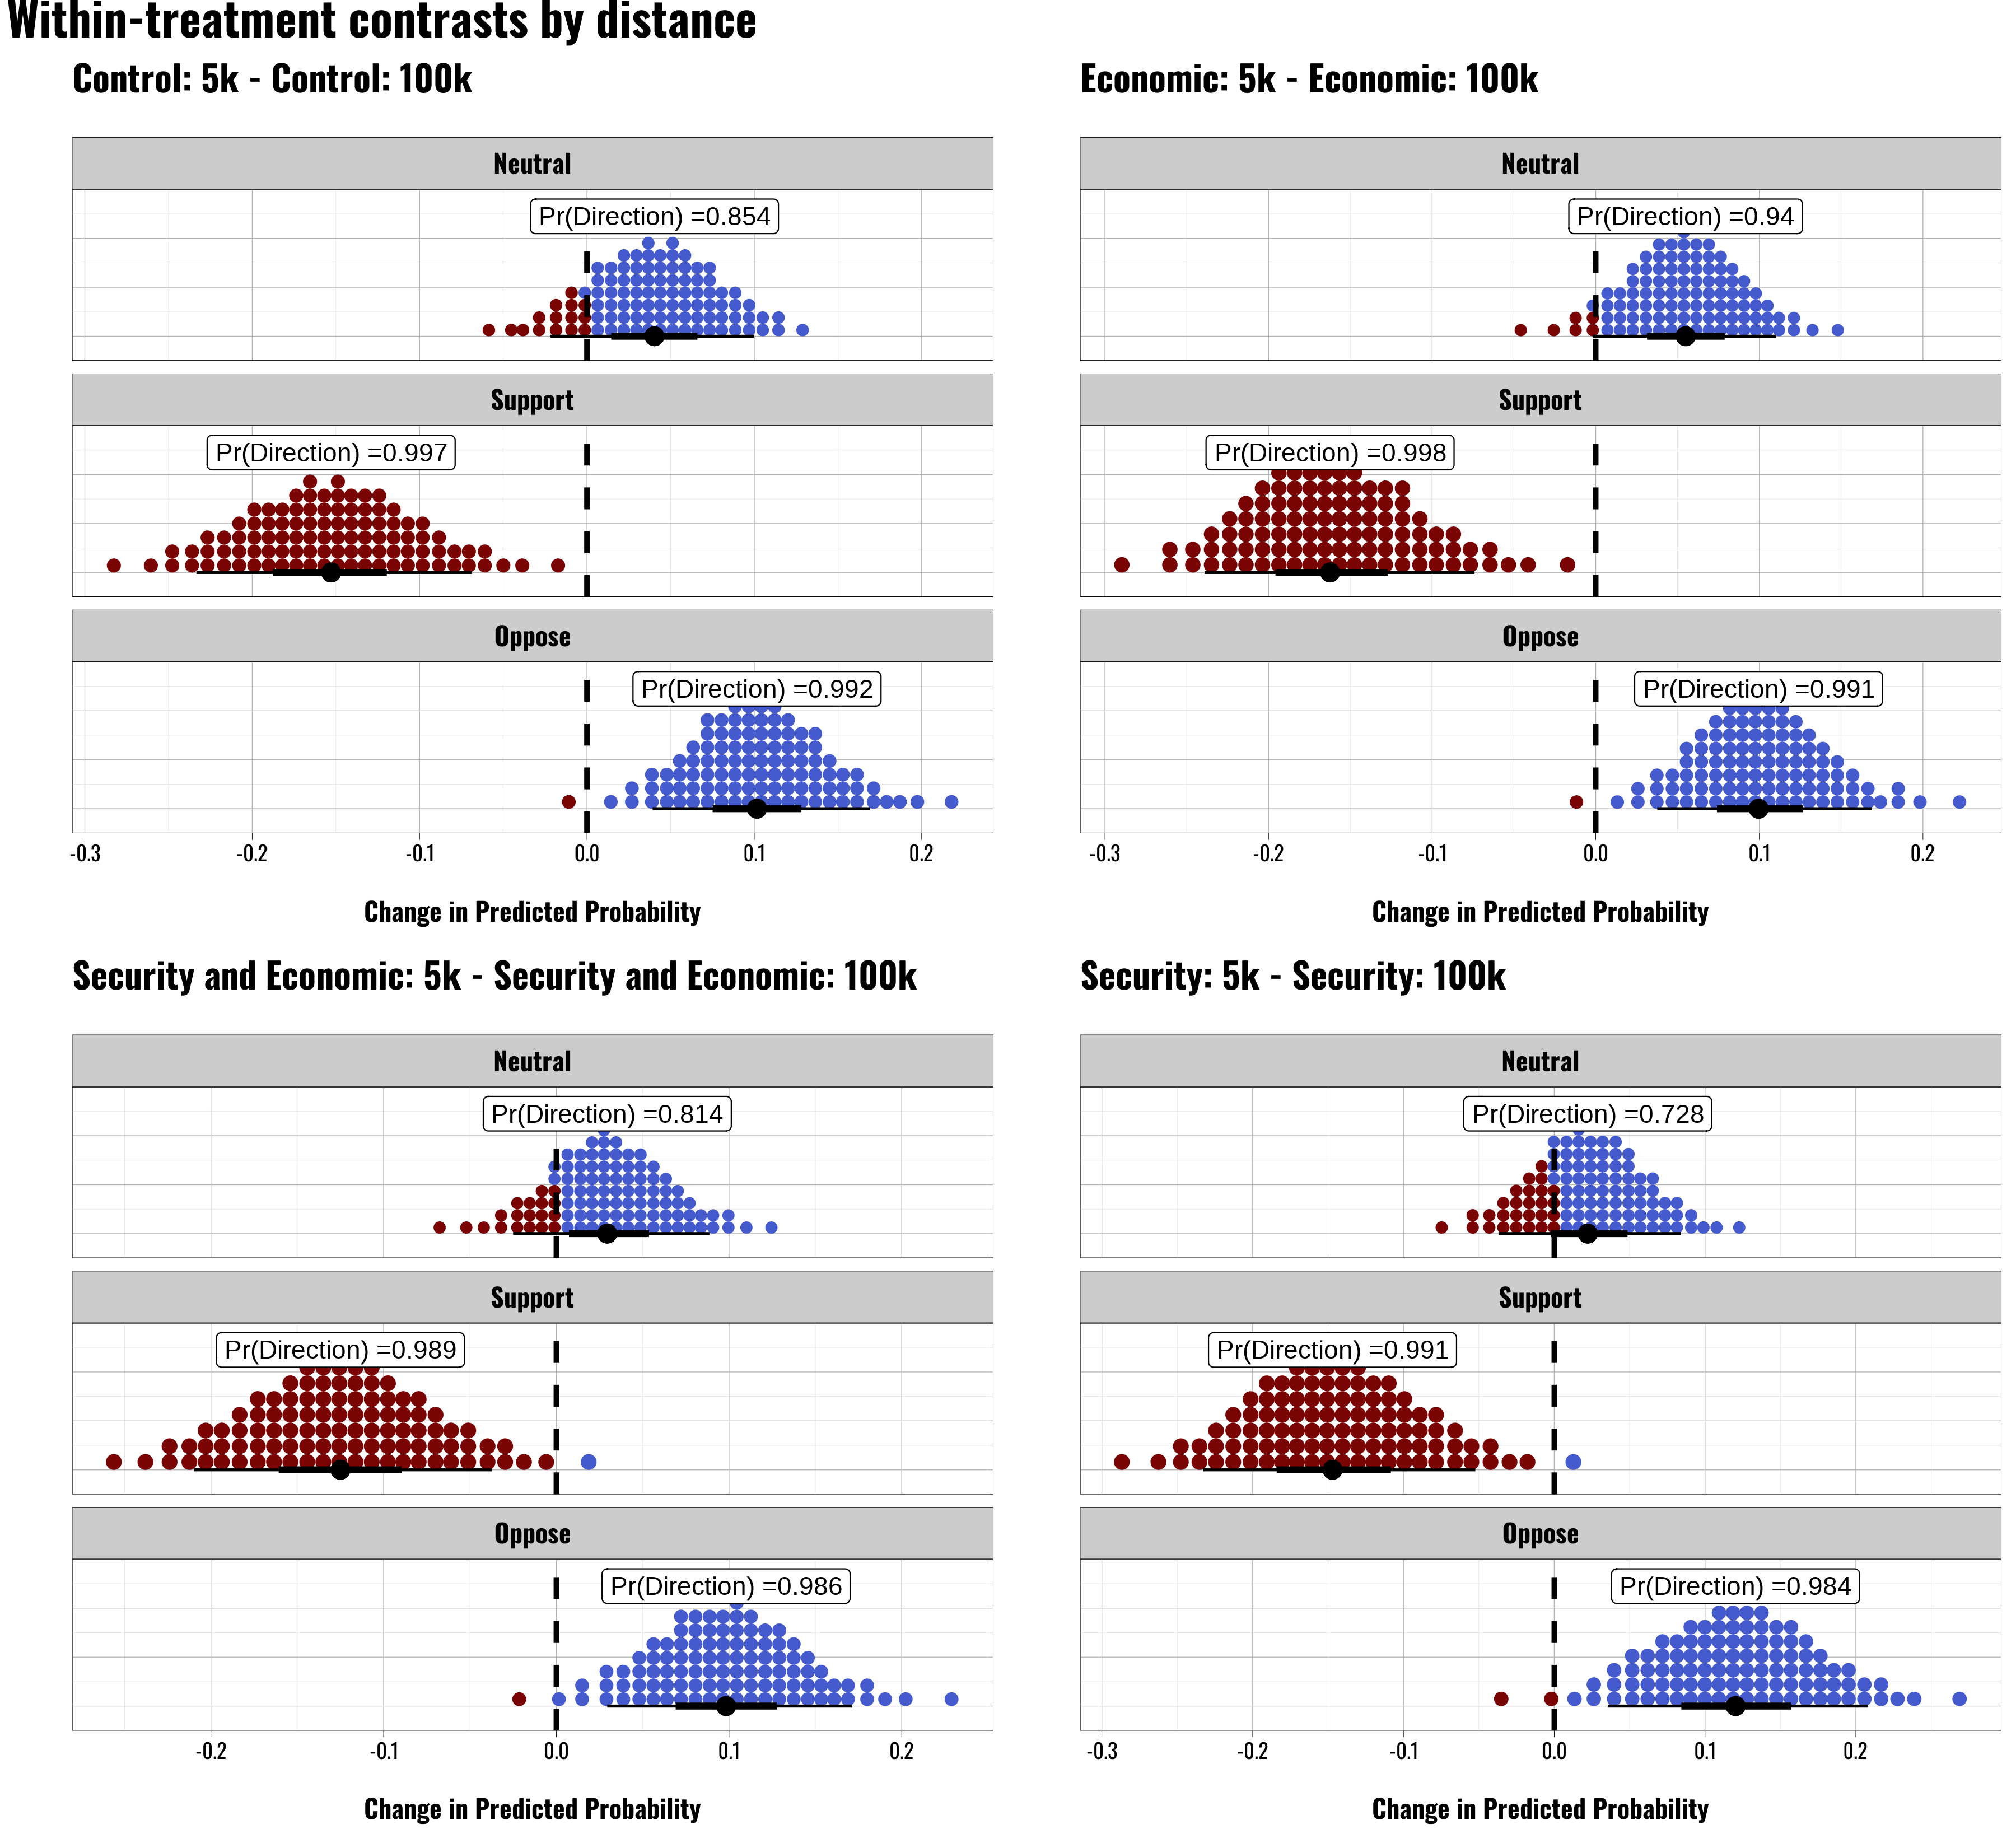 Within-treatment contrasts by distance
Control: 5k - Control: 100k
Neutral
Pr(Direction) =0.854
Support
Pr(Direction) =0.997
Oppose
Pr(Direction) =0.992
-0.3 -0.2 -0.1 0.0 0.1 0.2
Change in Predicted Probability
Economic: 5k - Economic: 100k
Neutral
Pr(Direction) =0.94
Support
Pr(Direction) =0.998
Oppose
Pr(Direction) =0.991
-0.3 -0.2 -0.1 0.0 0.1 0.2
Change in Predicted Probability
Security and Economic: 5k - Security and Economic: 100k
Neutral
Pr(Direction) =0.814
Support
Pr(Direction) =0.989
Oppose
Pr(Direction) =0.986
-0.2 -0.1 0.0 0.1 0.2
Change in Predicted Probability
Security: 5k - Security: 100k
Neutral
Pr(Direction) =0.728
Support
Pr(Direction) =0.991
Oppose
Pr(Direction) =0.984
-0.3 -0.2 -0.1 0.0 0.1 0.2
Change in Predicted Probability